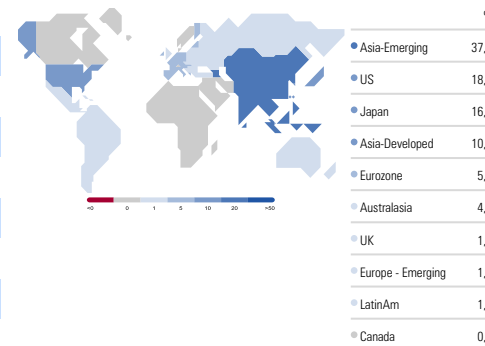 Asia-Emerging 37,
US 18,
Japan 16,
Asia-Developed 10,
Eurozone 5,
Australasia 4,
UK 1,
Europe - Emerging 1,
LatinAm 1,
Canada 0,
<0 0 1 5 10 20 >50